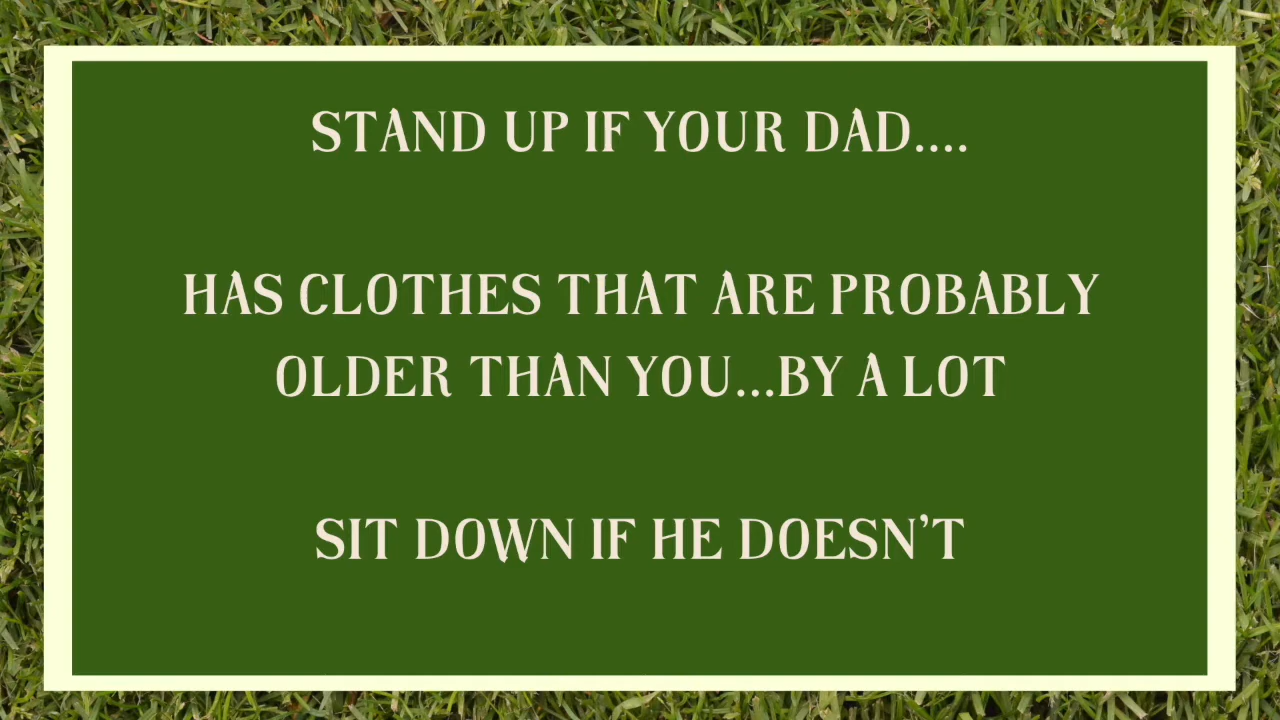 STAND UP IF YOUR DAD....
HAS CLOTHES THAT ARE PROBABLY
OLDER THAN YOU...BY A LOT
SIT DOWN IF HE DOESN'T